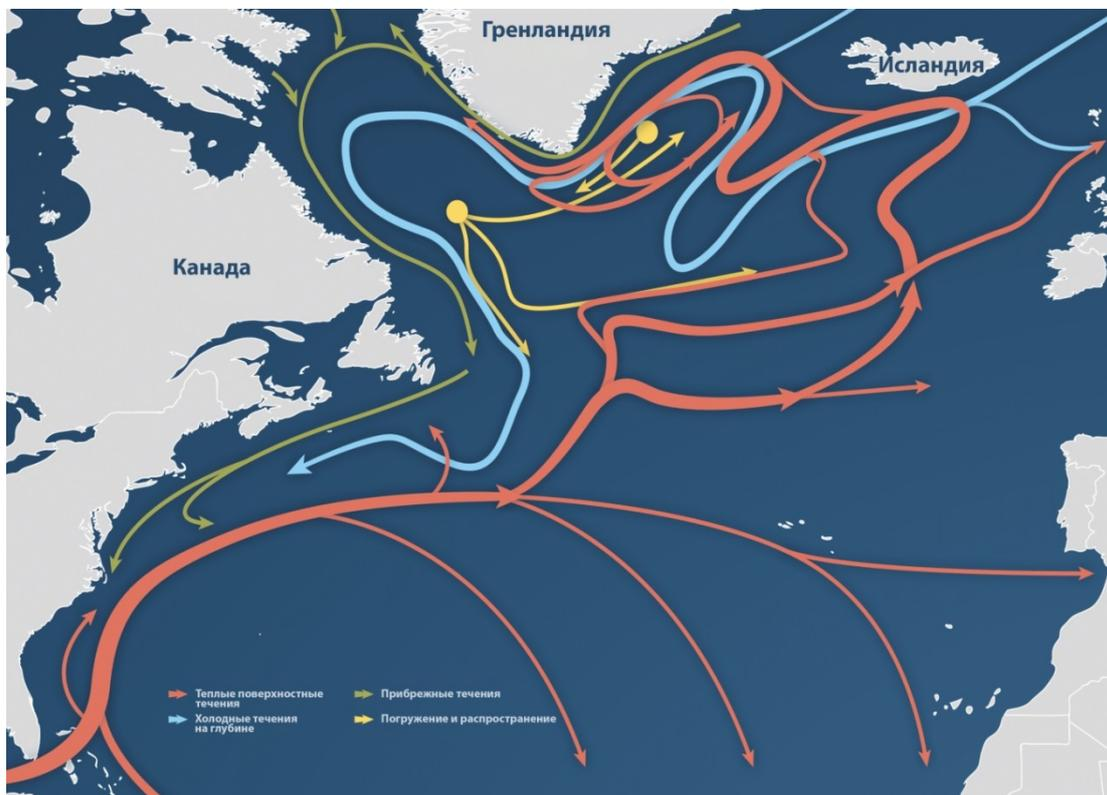 Гренландия
Исландия
Канада
Теплые поверхностные
течения
Холодные течения
на глубине
Прибрежные течения
Погружение и распространение